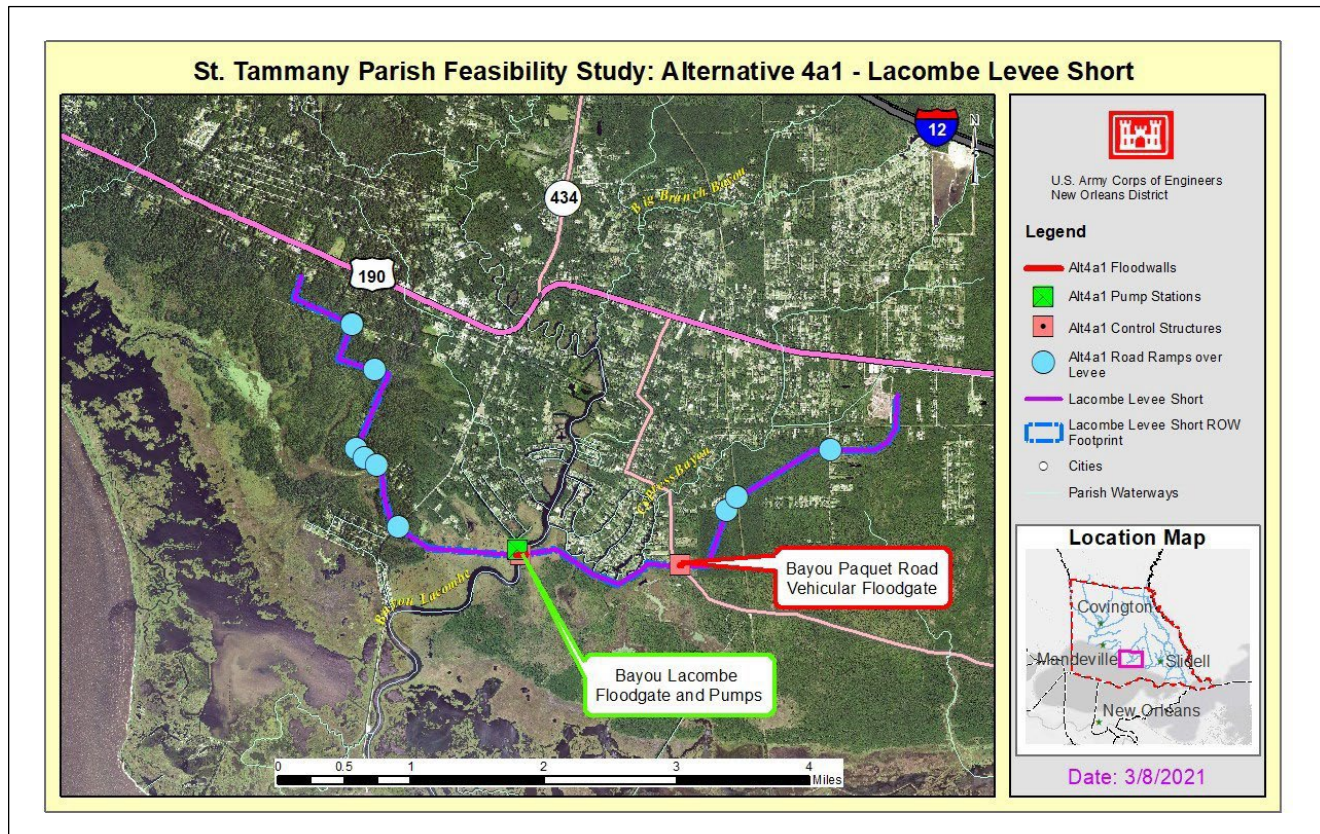 St. Tammany Parish Feasibility Study: Alternative 4a1 - Lacombe Levee Short
12
N
434
Big Branch Bayou
190
Cypress Bayou
Bayou Lacombe
Bayou Paquet Road
Vehicular Floodgate
Bayou Lacombe
Floodgate and Pumps
0 0.5 1 2 3 4
Miles
U.S. Army Corps of Engineers
New Orleans District
Legend
Alt4a1 Floodwalls
Alt4a1 Pump Stations
Alt4a1 Control Structures
Alt4a1 Road Ramps over
Levee
Lacombe Levee Short
Lacombe Levee Short ROW
Footprint
Cities
Parish Waterways
Location Map
Covington
Mandeville
Slidell
New Orleans
Date: 3/8/2021